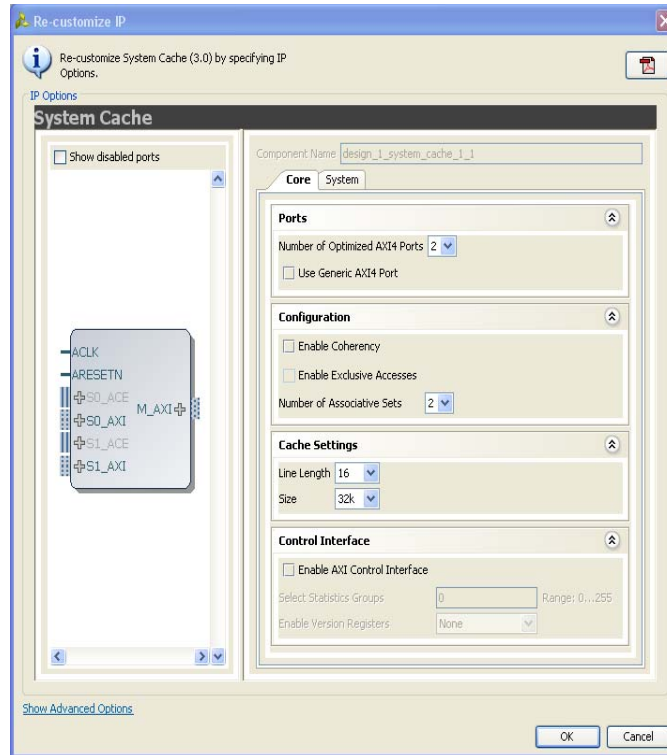 Re-customize IP
Re-customize System Cache (3.0) by specifying IP
Options.
IP Options
System Cache
Show disabled ports
ACLK
ARESETN
S0_ACE
M_AXI
S0_AXI
S1_ACE
S1_AXI
Component Name design_1_system_cache_1_1
Core System
Ports
Number of Optimized AXI4 Ports 2
Use Generic AXI4 Port
Configuration
Enable Coherency
Enable Exclusive Accesses
Number of Associative Sets 2
Cache Settings
Line Length 16
Size 32k
Control Interface
Enable AXI Control Interface
Select Statistics Groups 0 Range: 0...255
Enable Version Registers None
Show Advanced Options
OK Cancel